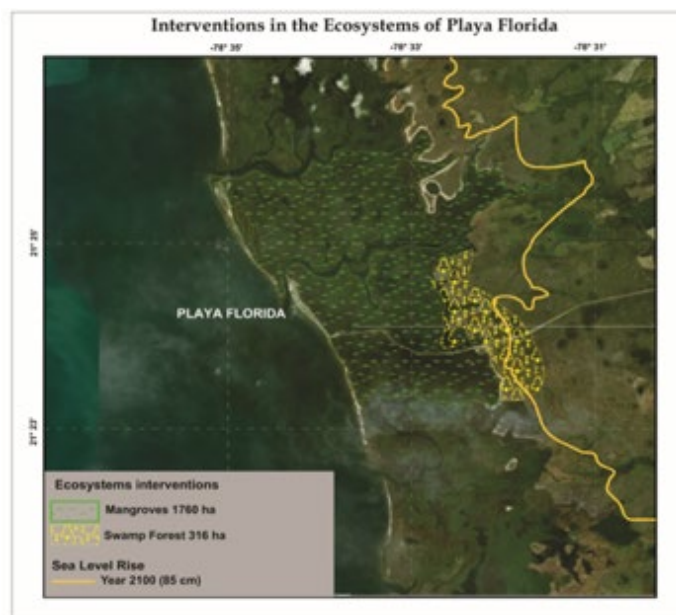 Interventions in the Ecosystems of Playa Florida
-78° 35'
-78° 33'
-78° 31'
21° 25'
PLAYA FLORIDA
21° 23'
Ecosystems interventions
Mangroves 1760 ha
Swamp Forest 316 ha
Sea Level Rise
Year 2100 (85 cm)